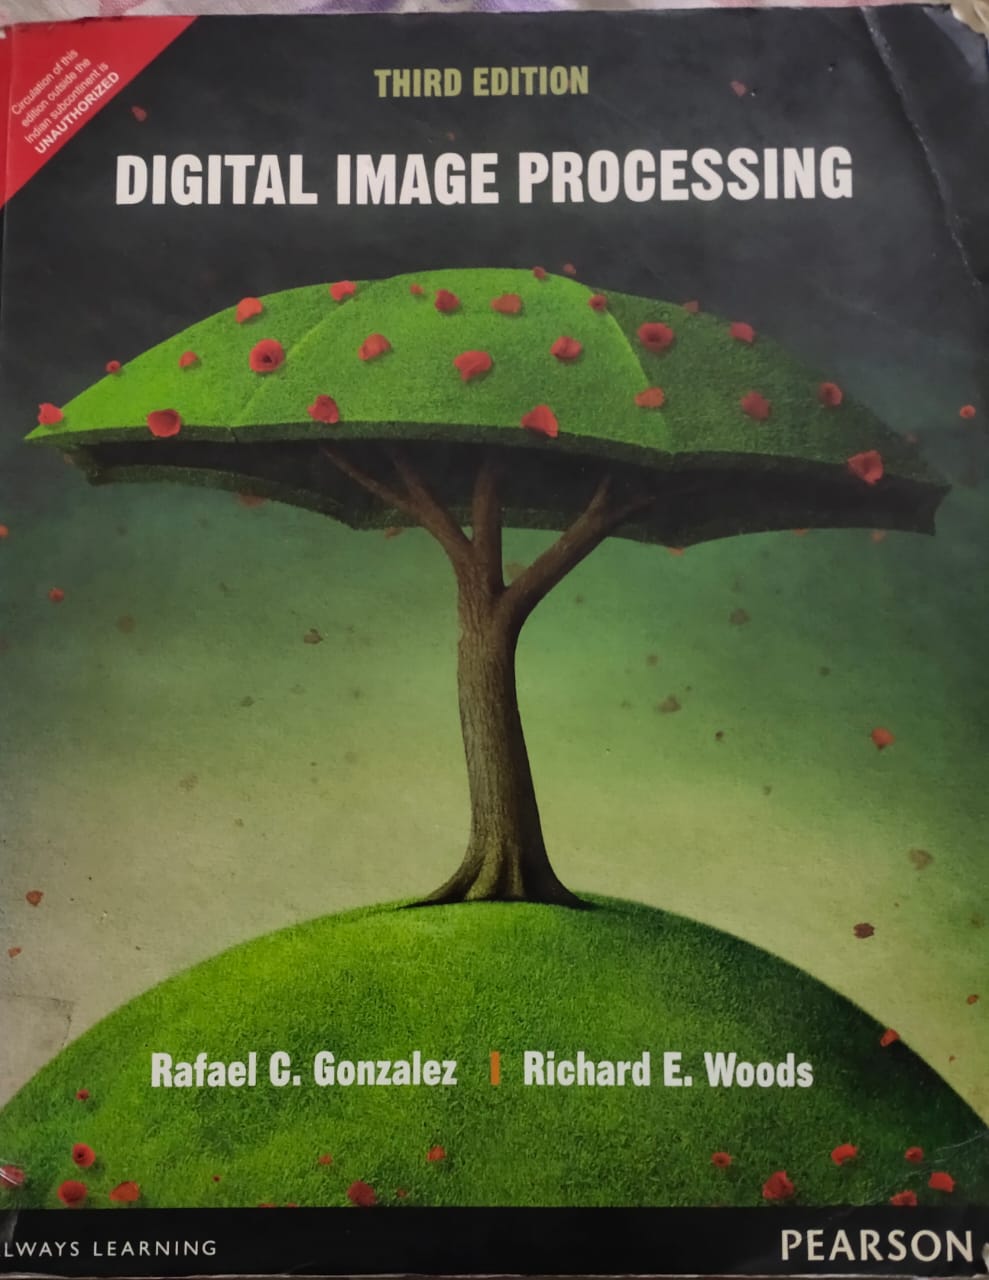 Circulation of this
edition outside the
Indian subcontinent is
UNAUTHORIZED
THIRD EDITION
DIGITAL IMAGE PROCESSING
Rafael C. Gonzalez | Richard E. Woods
LWAYS LEARNING
PEARSON